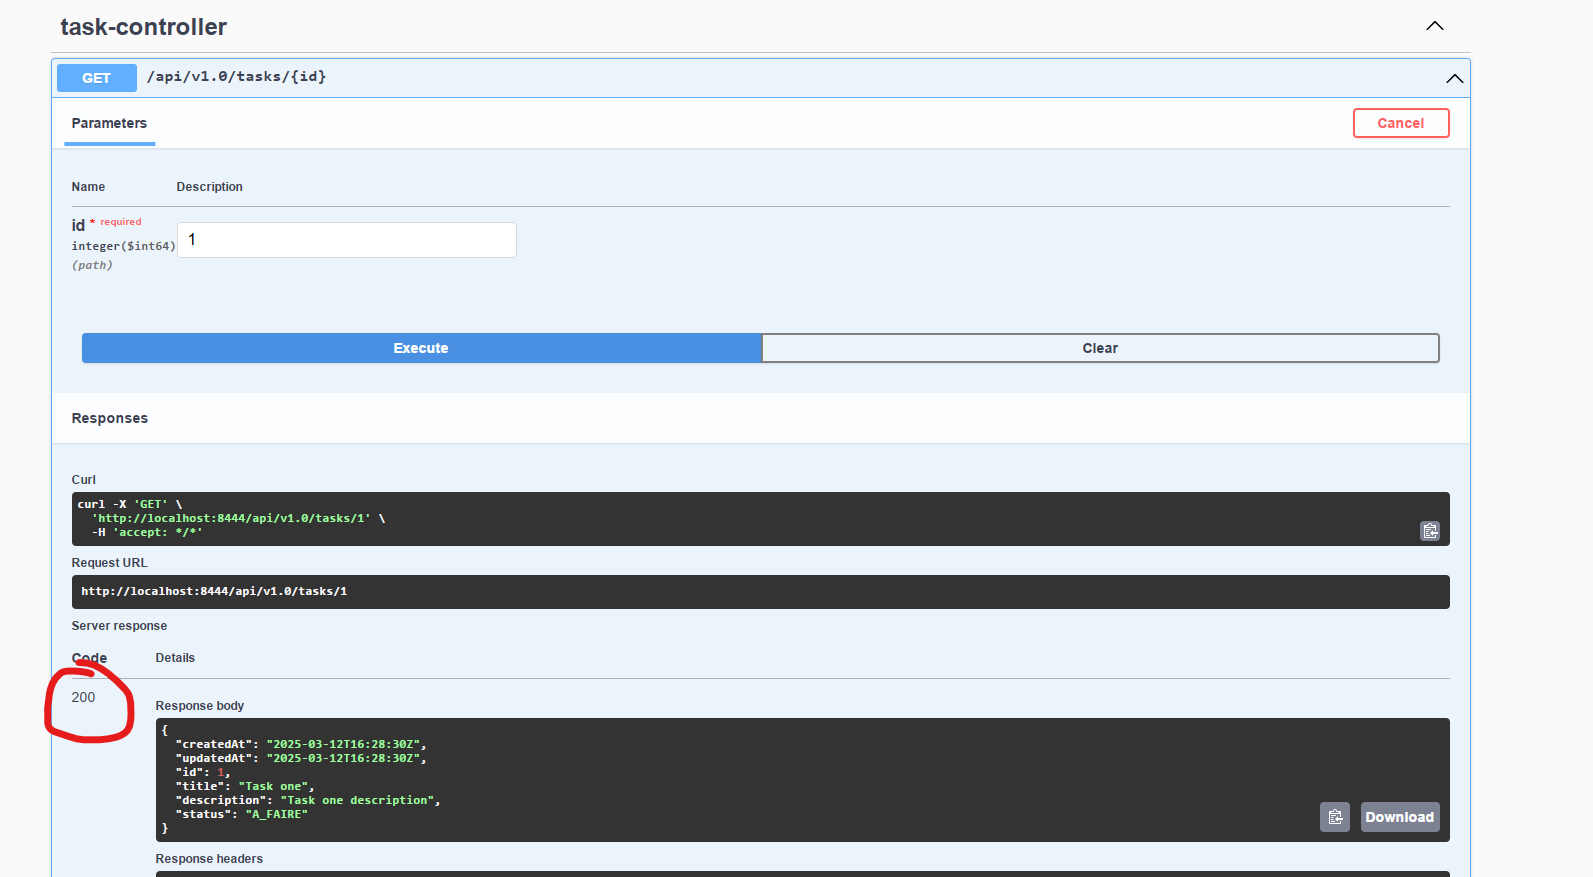 task-controller
GET /api/v1.0/tasks/{id}
Parameters
Cancel
Name Description
id * required
integer($int64)
(path)
1
Execute Clear
Responses
Curl
curl -X 'GET' \
'http://localhost:8444/api/v1.0/tasks/1' \
-H 'accept: */*'
Request URL
http://localhost:8444/api/v1.0/tasks/1
Server response
Code Details
200
Response body
{
"createdAt": "2025-03-12T16:28:30Z",
"updatedAt": "2025-03-12T16:28:30Z",
"id": 1,
"title": "Task one",
"description": "Task one description",
"status": "A_FAIRE"
}
Download
Response headers